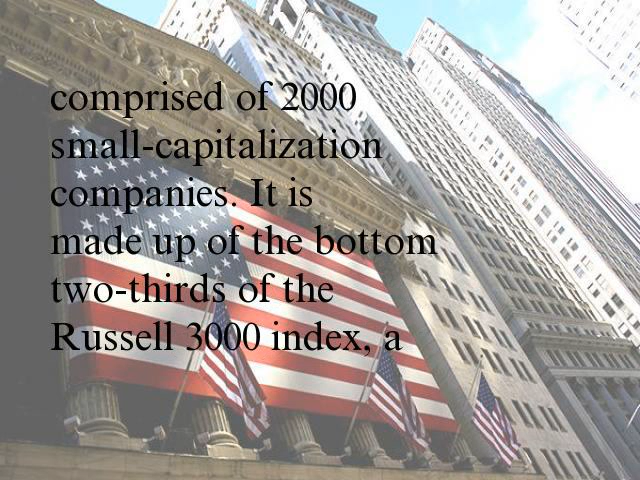 comprised of 2000
small-capitalization
companies. It is
made up of the bottom
two-thirds of the
Russell 3000 index, a